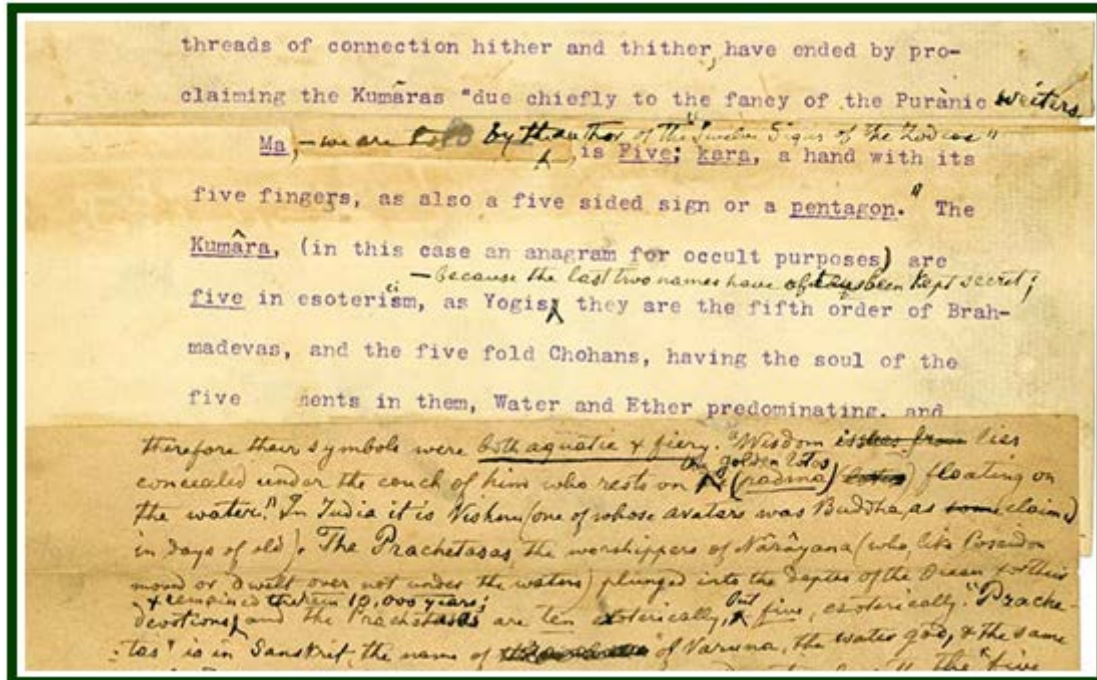 threads of connection hither and thither, have ended by pro-
claiming the Kumâras "due chiefly to the fancy of the Purànic writers
Ma, – we are told by the author of the "Twelve Signs of the Zodiac"
is Five; kara, a hand with its
five fingers, as also a five sided sign or a pentagon." The
Kumâra, (in this case an anagram for occult purposes) are
– because the last two names have been kept secret;
five in esotericism, as Yogis, they are the fifth order of Brah-
madevas, and the five fold Chohans, having the soul of the
five ments in them, Water and Ether predominating. and
therefore their symbols were both aquatic & fiery. "Wisdom lies
the golden lotos
concealed under the couch of him who rests on (padma) floating on
the water." In India it is Vishnu (one of whose avatars was Buddha, as claimed
in days of old). The Prachetasas, the worshippers of Nârâyana (who, like Poseidon
moved or dwelt over not under the waters) plunged into the depths of the Ocean for their
& remained therein 10,000 years;
devotions, and the Prachetasas are ten exoterically, but five, esoterically. "Prache-
tas" is in Sanskrit, the name of Varuna, the water god, & the same
the "five